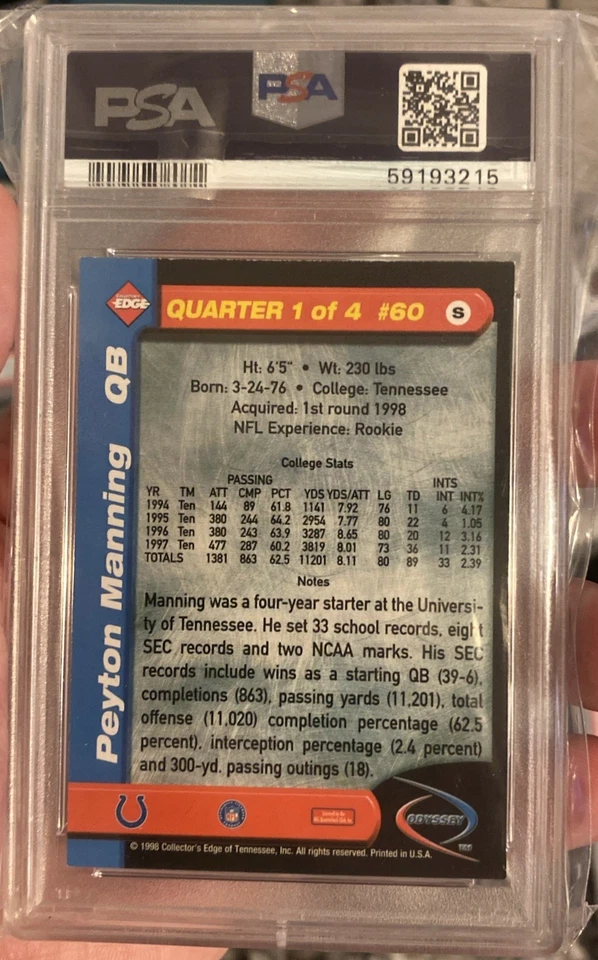 PSA
PSA
59193215
Collector's EDGE
QUARTER 1 of 4 #60 S
Peyton Manning QB
Ht: 6'5" • Wt: 230 lbs
Born: 3-24-76 • College: Tennessee
Acquired: 1st round 1998
NFL Experience: Rookie
College Stats
PASSING INTS
YR TM ATT CMP PCT YDS YDS/ATT LG TD INT INT%
1994 Ten 144 89 61.8 1141 7.92 76 11 6 4.17
1995 Ten 380 244 64.2 2954 7.77 80 22 4 1.05
1996 Ten 380 243 63.9 3287 8.65 80 20 12 3.16
1997 Ten 477 287 60.2 3819 8.01 73 36 11 2.31
TOTALS 1381 863 62.5 11201 8.11 80 89 33 2.39
Notes
Manning was a four-year starter at the Universi-
ty of Tennessee. He set 33 school records, eight
SEC records and two NCAA marks. His SEC
records include wins as a starting QB (39-6),
completions (863), passing yards (11,201), total
offense (11,020) completion percentage (62.5
percent), interception percentage (2.4 percent)
and 300-yd. passing outings (18).
NFL
ODYSSEY
© 1998 Collector's Edge of Tennessee, Inc. All rights reserved. Printed in U.S.A.